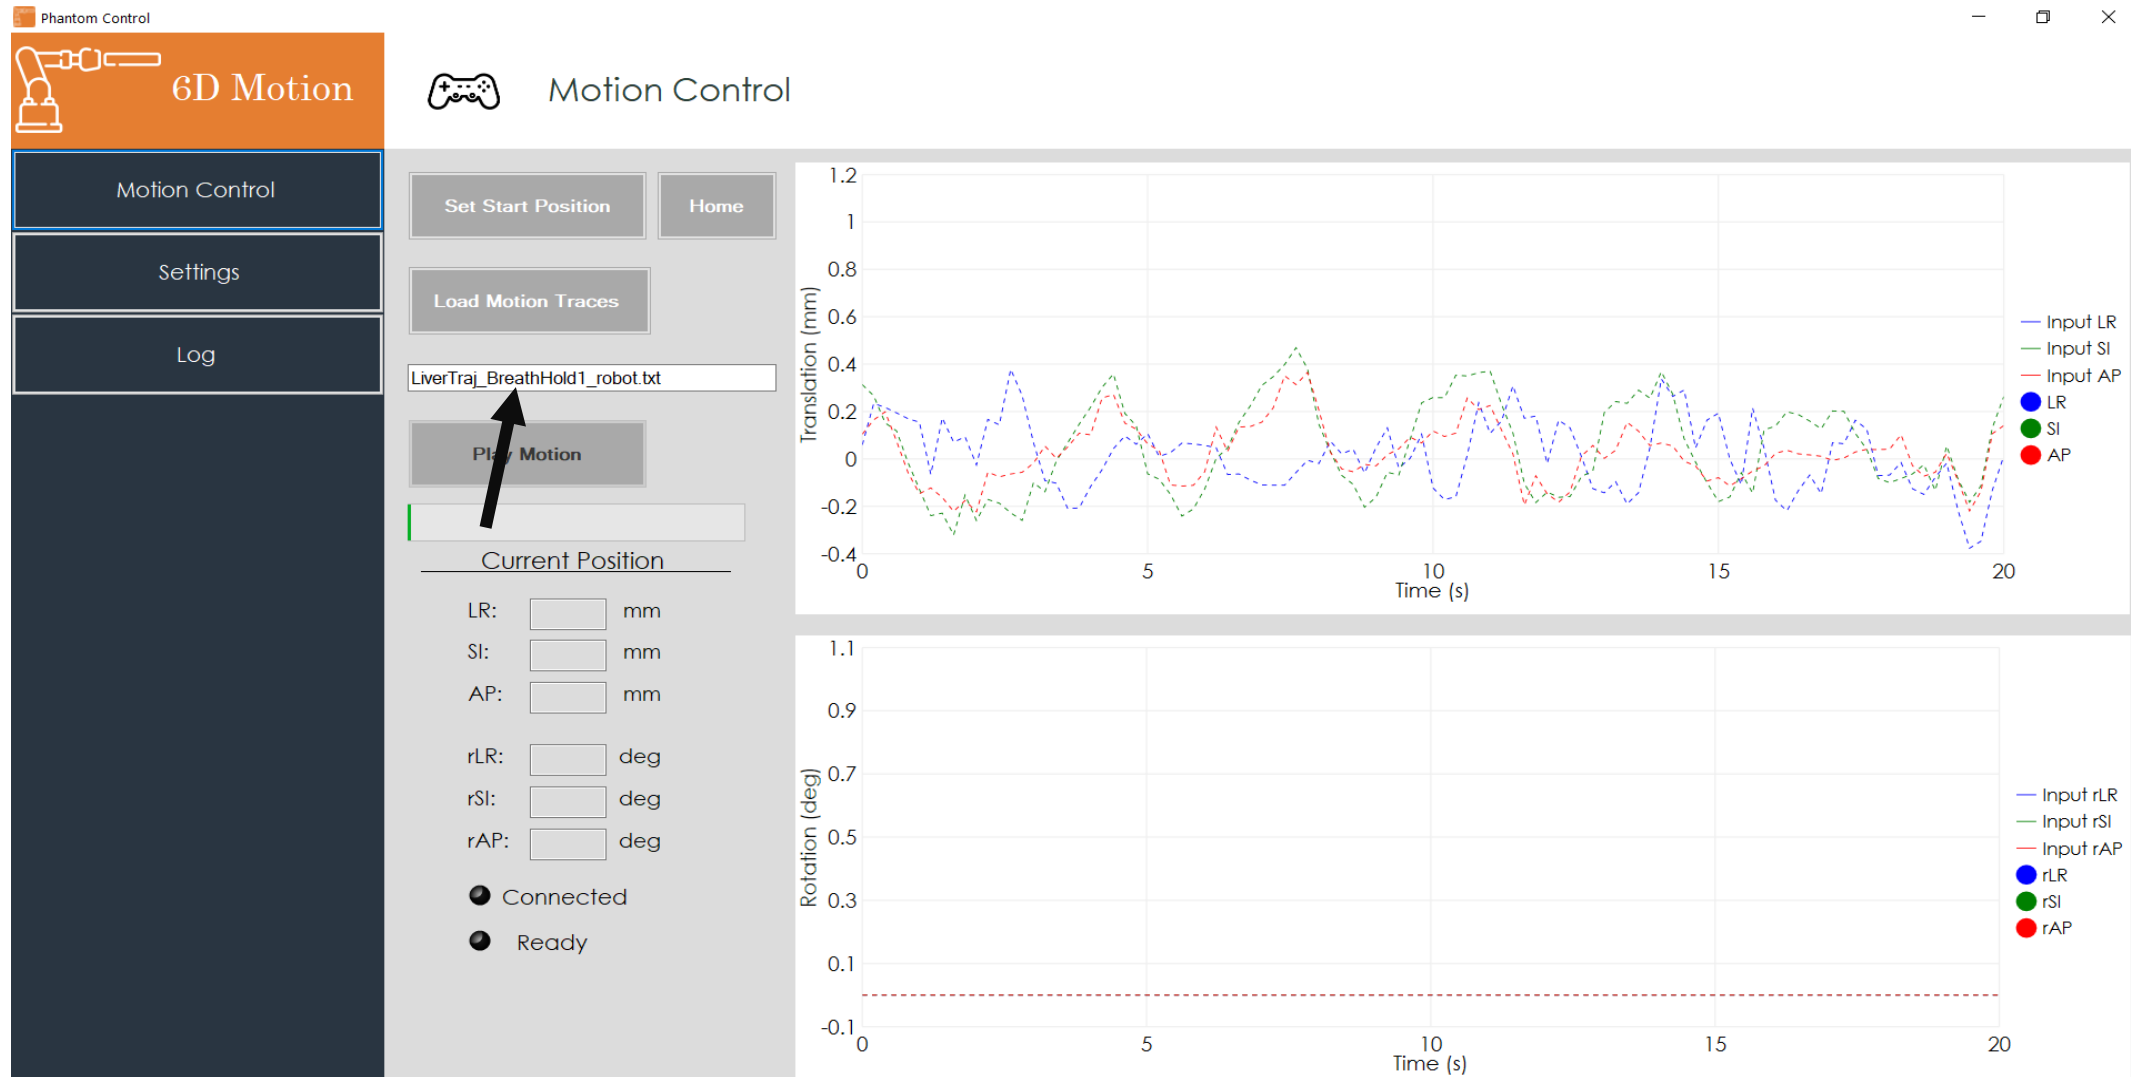 Phantom Control
6D Motion
Motion Control
Motion Control
Settings
Log
Set Start Position
Home
Load Motion Traces
LiverTraj_BreathHold1_robot.txt
Play Motion
Current Position
LR: mm
SI: mm
AP: mm
rLR: deg
rSI: deg
rAP: deg
Connected
Ready
Translation (mm)
1.2
1
0.8
0.6
0.4
0.2
0
-0.2
-0.4
0 5 10 15 20
Time (s)
Input LR
Input SI
Input AP
LR
SI
AP
Rotation (deg)
1.1
0.9
0.7
0.5
0.3
0.1
-0.1
0 5 10 15 20
Time (s)
Input rLR
Input rSI
Input rAP
rLR
rSI
rAP